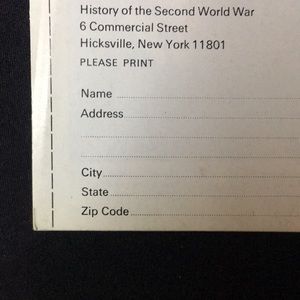 History of the Second World War
6 Commercial Street
Hicksville, New York 11801
PLEASE PRINT
Name
Address
City
State
Zip Code